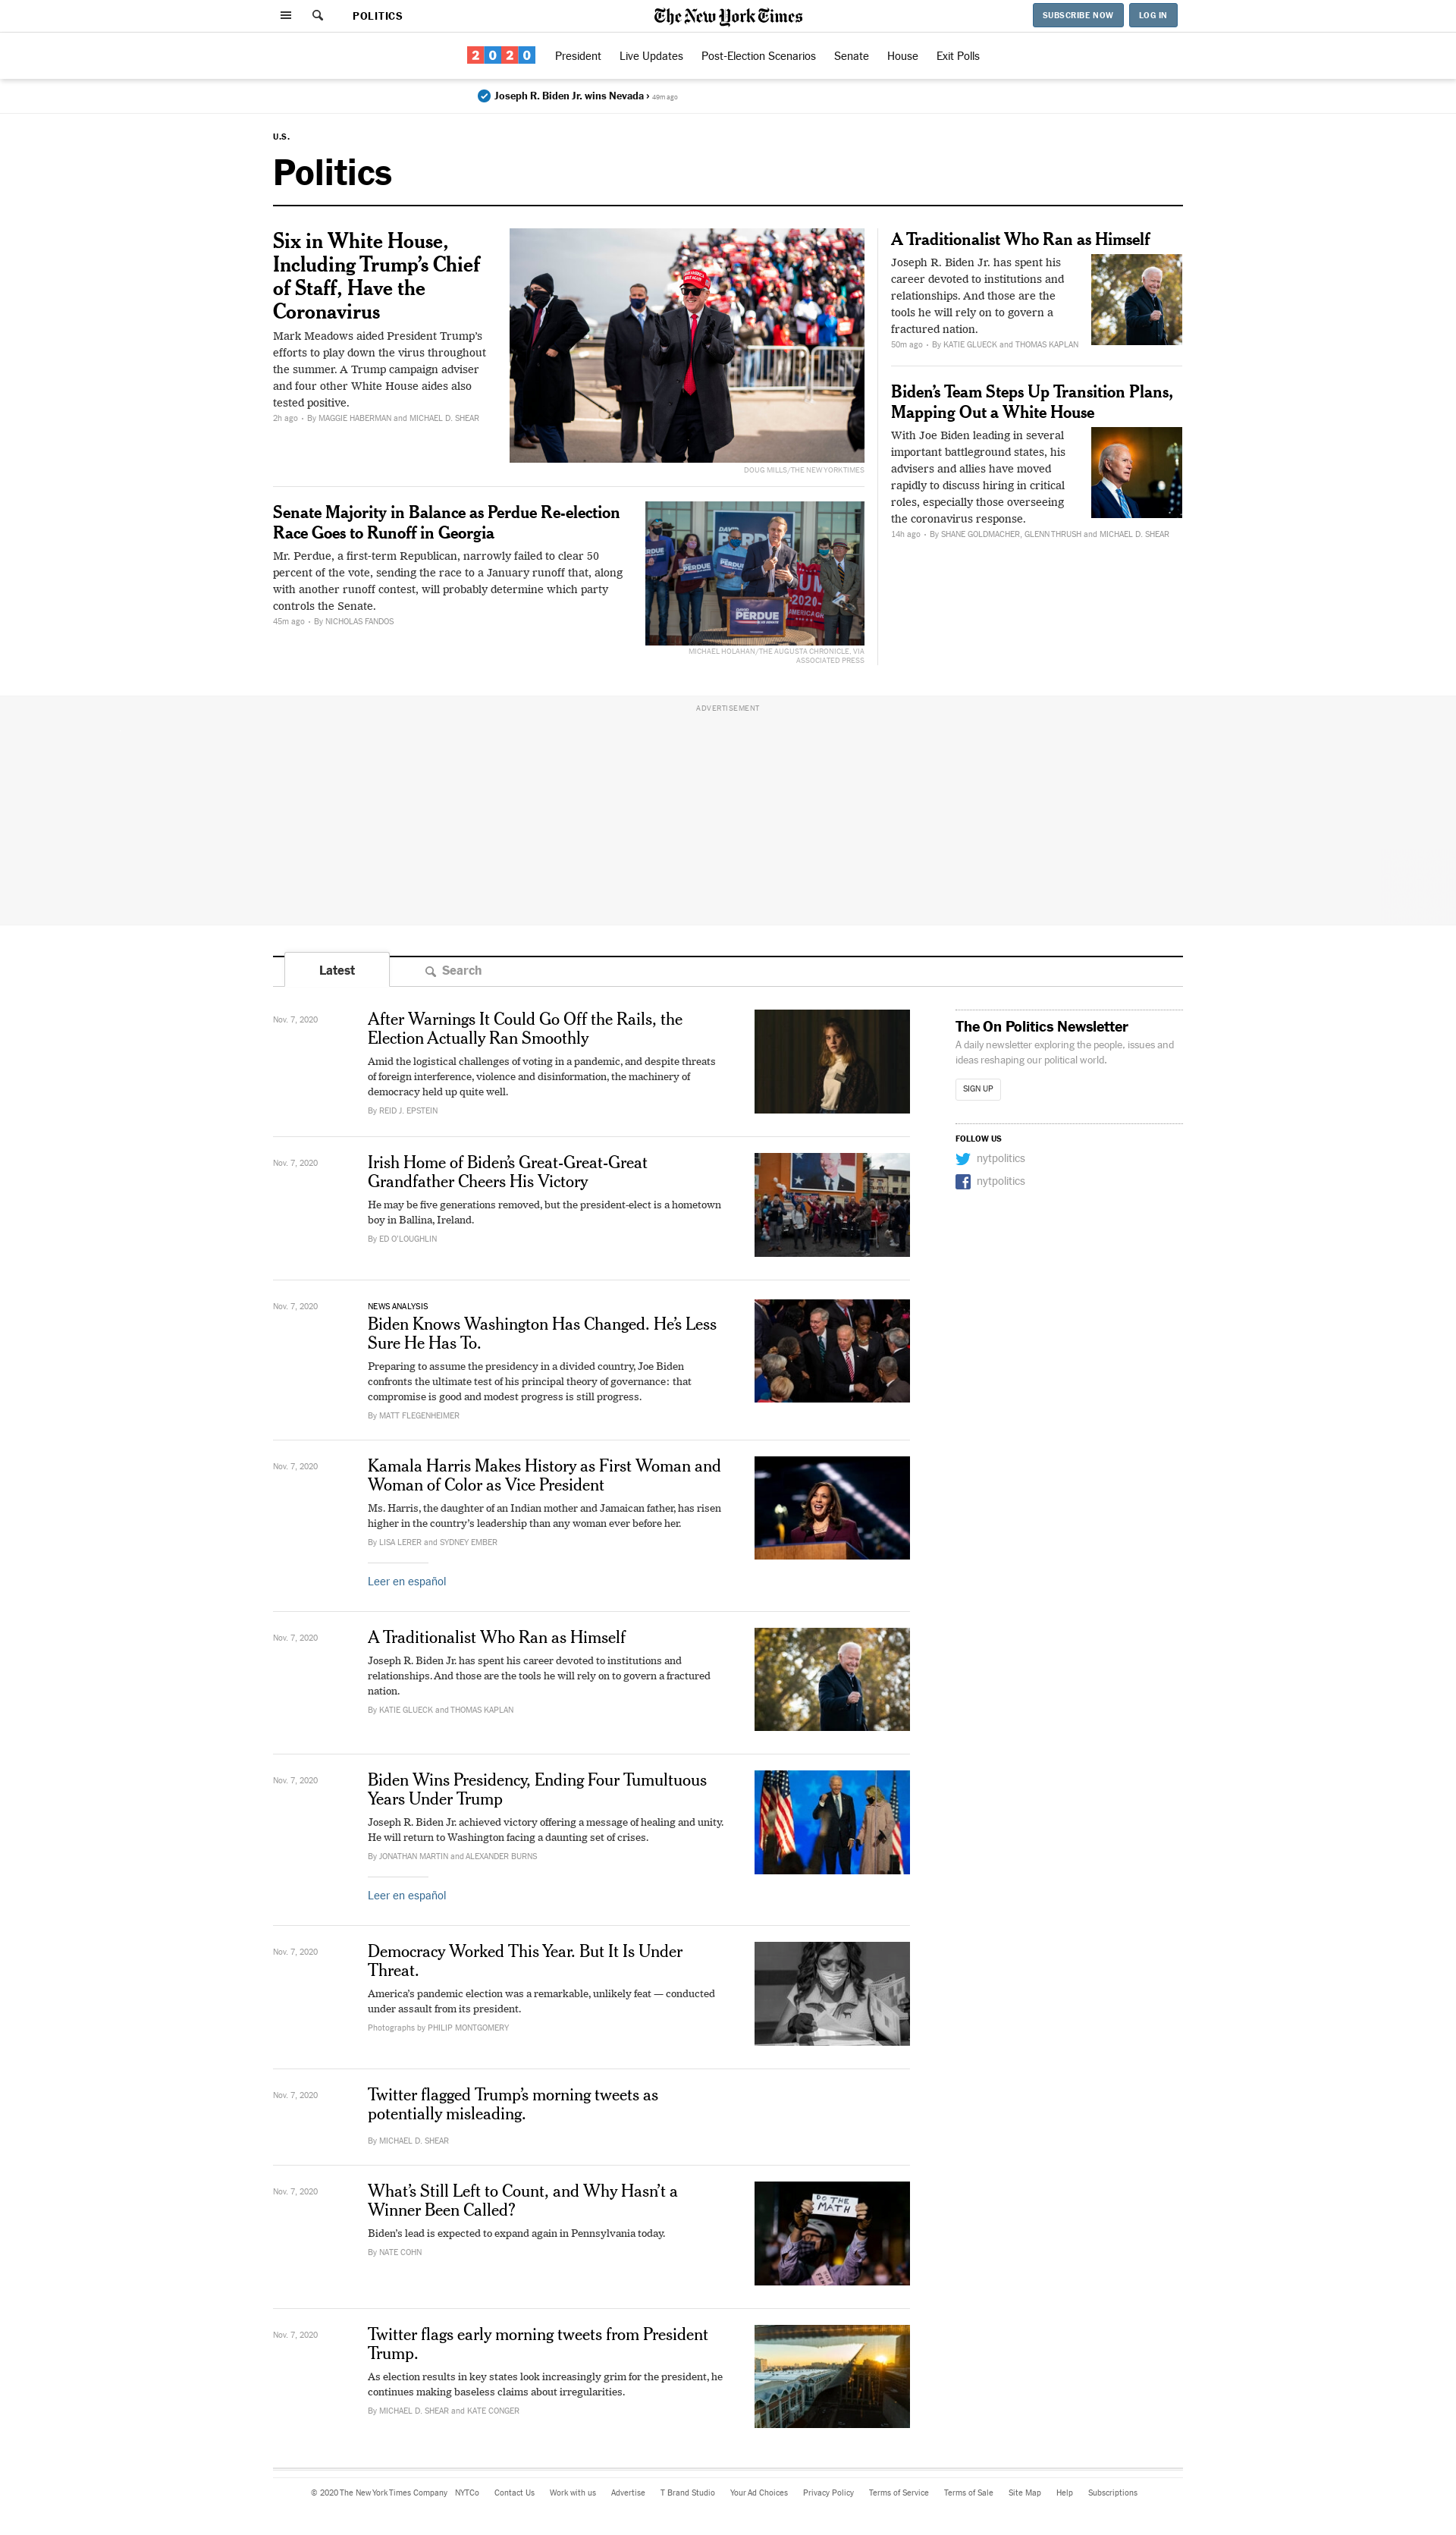 POLITICS
The New York Times
SUBSCRIBE NOW
LOG IN
2020
President
Live Updates
Post-Election Scenarios
Senate
House
Exit Polls
Joseph R. Biden Jr. wins Nevada › 49m ago
U.S.
Politics
Six in White House,
Including Trump’s Chief
of Staff, Have the
Coronavirus
Mark Meadows aided President Trump’s
efforts to play down the virus throughout
the summer. A Trump campaign adviser
and four other White House aides also
tested positive.
2h ago • By MAGGIE HABERMAN and MICHAEL D. SHEAR
DOUG MILLS/THE NEW YORK TIMES
Senate Majority in Balance as Perdue Re-election
Race Goes to Runoff in Georgia
Mr. Perdue, a first-term Republican, narrowly failed to clear 50
percent of the vote, sending the race to a January runoff that, along
with another runoff contest, will probably determine which party
controls the Senate.
45m ago • By NICHOLAS FANDOS
PERDUE
MICHAEL HOLAHAN/THE AUGUSTA CHRONICLE, VIA
ASSOCIATED PRESS
A Traditionalist Who Ran as Himself
Joseph R. Biden Jr. has spent his
career devoted to institutions and
relationships. And those are the
tools he will rely on to govern a
fractured nation.
50m ago • By KATIE GLUECK and THOMAS KAPLAN
Biden’s Team Steps Up Transition Plans,
Mapping Out a White House
With Joe Biden leading in several
important battleground states, his
advisers and allies have moved
rapidly to discuss hiring in critical
roles, especially those overseeing
the coronavirus response.
14h ago • By SHANE GOLDMACHER, GLENN THRUSH and MICHAEL D. SHEAR
ADVERTISEMENT
Latest
Search
Nov. 7, 2020
After Warnings It Could Go Off the Rails, the
Election Actually Ran Smoothly
Amid the logistical challenges of voting in a pandemic, and despite threats
of foreign interference, violence and disinformation, the machinery of
democracy held up quite well.
By REID J. EPSTEIN
Nov. 7, 2020
Irish Home of Biden’s Great-Great-Great
Grandfather Cheers His Victory
He may be five generations removed, but the president-elect is a hometown
boy in Ballina, Ireland.
By ED O’LOUGHLIN
Nov. 7, 2020
NEWS ANALYSIS
Biden Knows Washington Has Changed. He’s Less
Sure He Has To.
Preparing to assume the presidency in a divided country, Joe Biden
confronts the ultimate test of his principal theory of governance: that
compromise is good and modest progress is still progress.
By MATT FLEGENHEIMER
Nov. 7, 2020
Kamala Harris Makes History as First Woman and
Woman of Color as Vice President
Ms. Harris, the daughter of an Indian mother and Jamaican father, has risen
higher in the country’s leadership than any woman ever before her.
By LISA LERER and SYDNEY EMBER
Leer en español
Nov. 7, 2020
A Traditionalist Who Ran as Himself
Joseph R. Biden Jr. has spent his career devoted to institutions and
relationships. And those are the tools he will rely on to govern a fractured
nation.
By KATIE GLUECK and THOMAS KAPLAN
Nov. 7, 2020
Biden Wins Presidency, Ending Four Tumultuous
Years Under Trump
Joseph R. Biden Jr. achieved victory offering a message of healing and unity.
He will return to Washington facing a daunting set of crises.
By JONATHAN MARTIN and ALEXANDER BURNS
Leer en español
Nov. 7, 2020
Democracy Worked This Year. But It Is Under
Threat.
America’s pandemic election was a remarkable, unlikely feat — conducted
under assault from its president.
Photographs by PHILIP MONTGOMERY
Nov. 7, 2020
Twitter flagged Trump’s morning tweets as
potentially misleading.
By MICHAEL D. SHEAR
Nov. 7, 2020
What’s Still Left to Count, and Why Hasn’t a
Winner Been Called?
Biden’s lead is expected to expand again in Pennsylvania today.
By NATE COHN
DO THE
MATH
Nov. 7, 2020
Twitter flags early morning tweets from President
Trump.
As election results in key states look increasingly grim for the president, he
continues making baseless claims about irregularities.
By MICHAEL D. SHEAR and KATE CONGER
The On Politics Newsletter
A daily newsletter exploring the people, issues and
ideas reshaping our political world.
SIGN UP
FOLLOW US
nytpolitics
nytpolitics
© 2020 The New York Times Company
NYTCo
Contact Us
Work with us
Advertise
T Brand Studio
Your Ad Choices
Privacy Policy
Terms of Service
Terms of Sale
Site Map
Help
Subscriptions